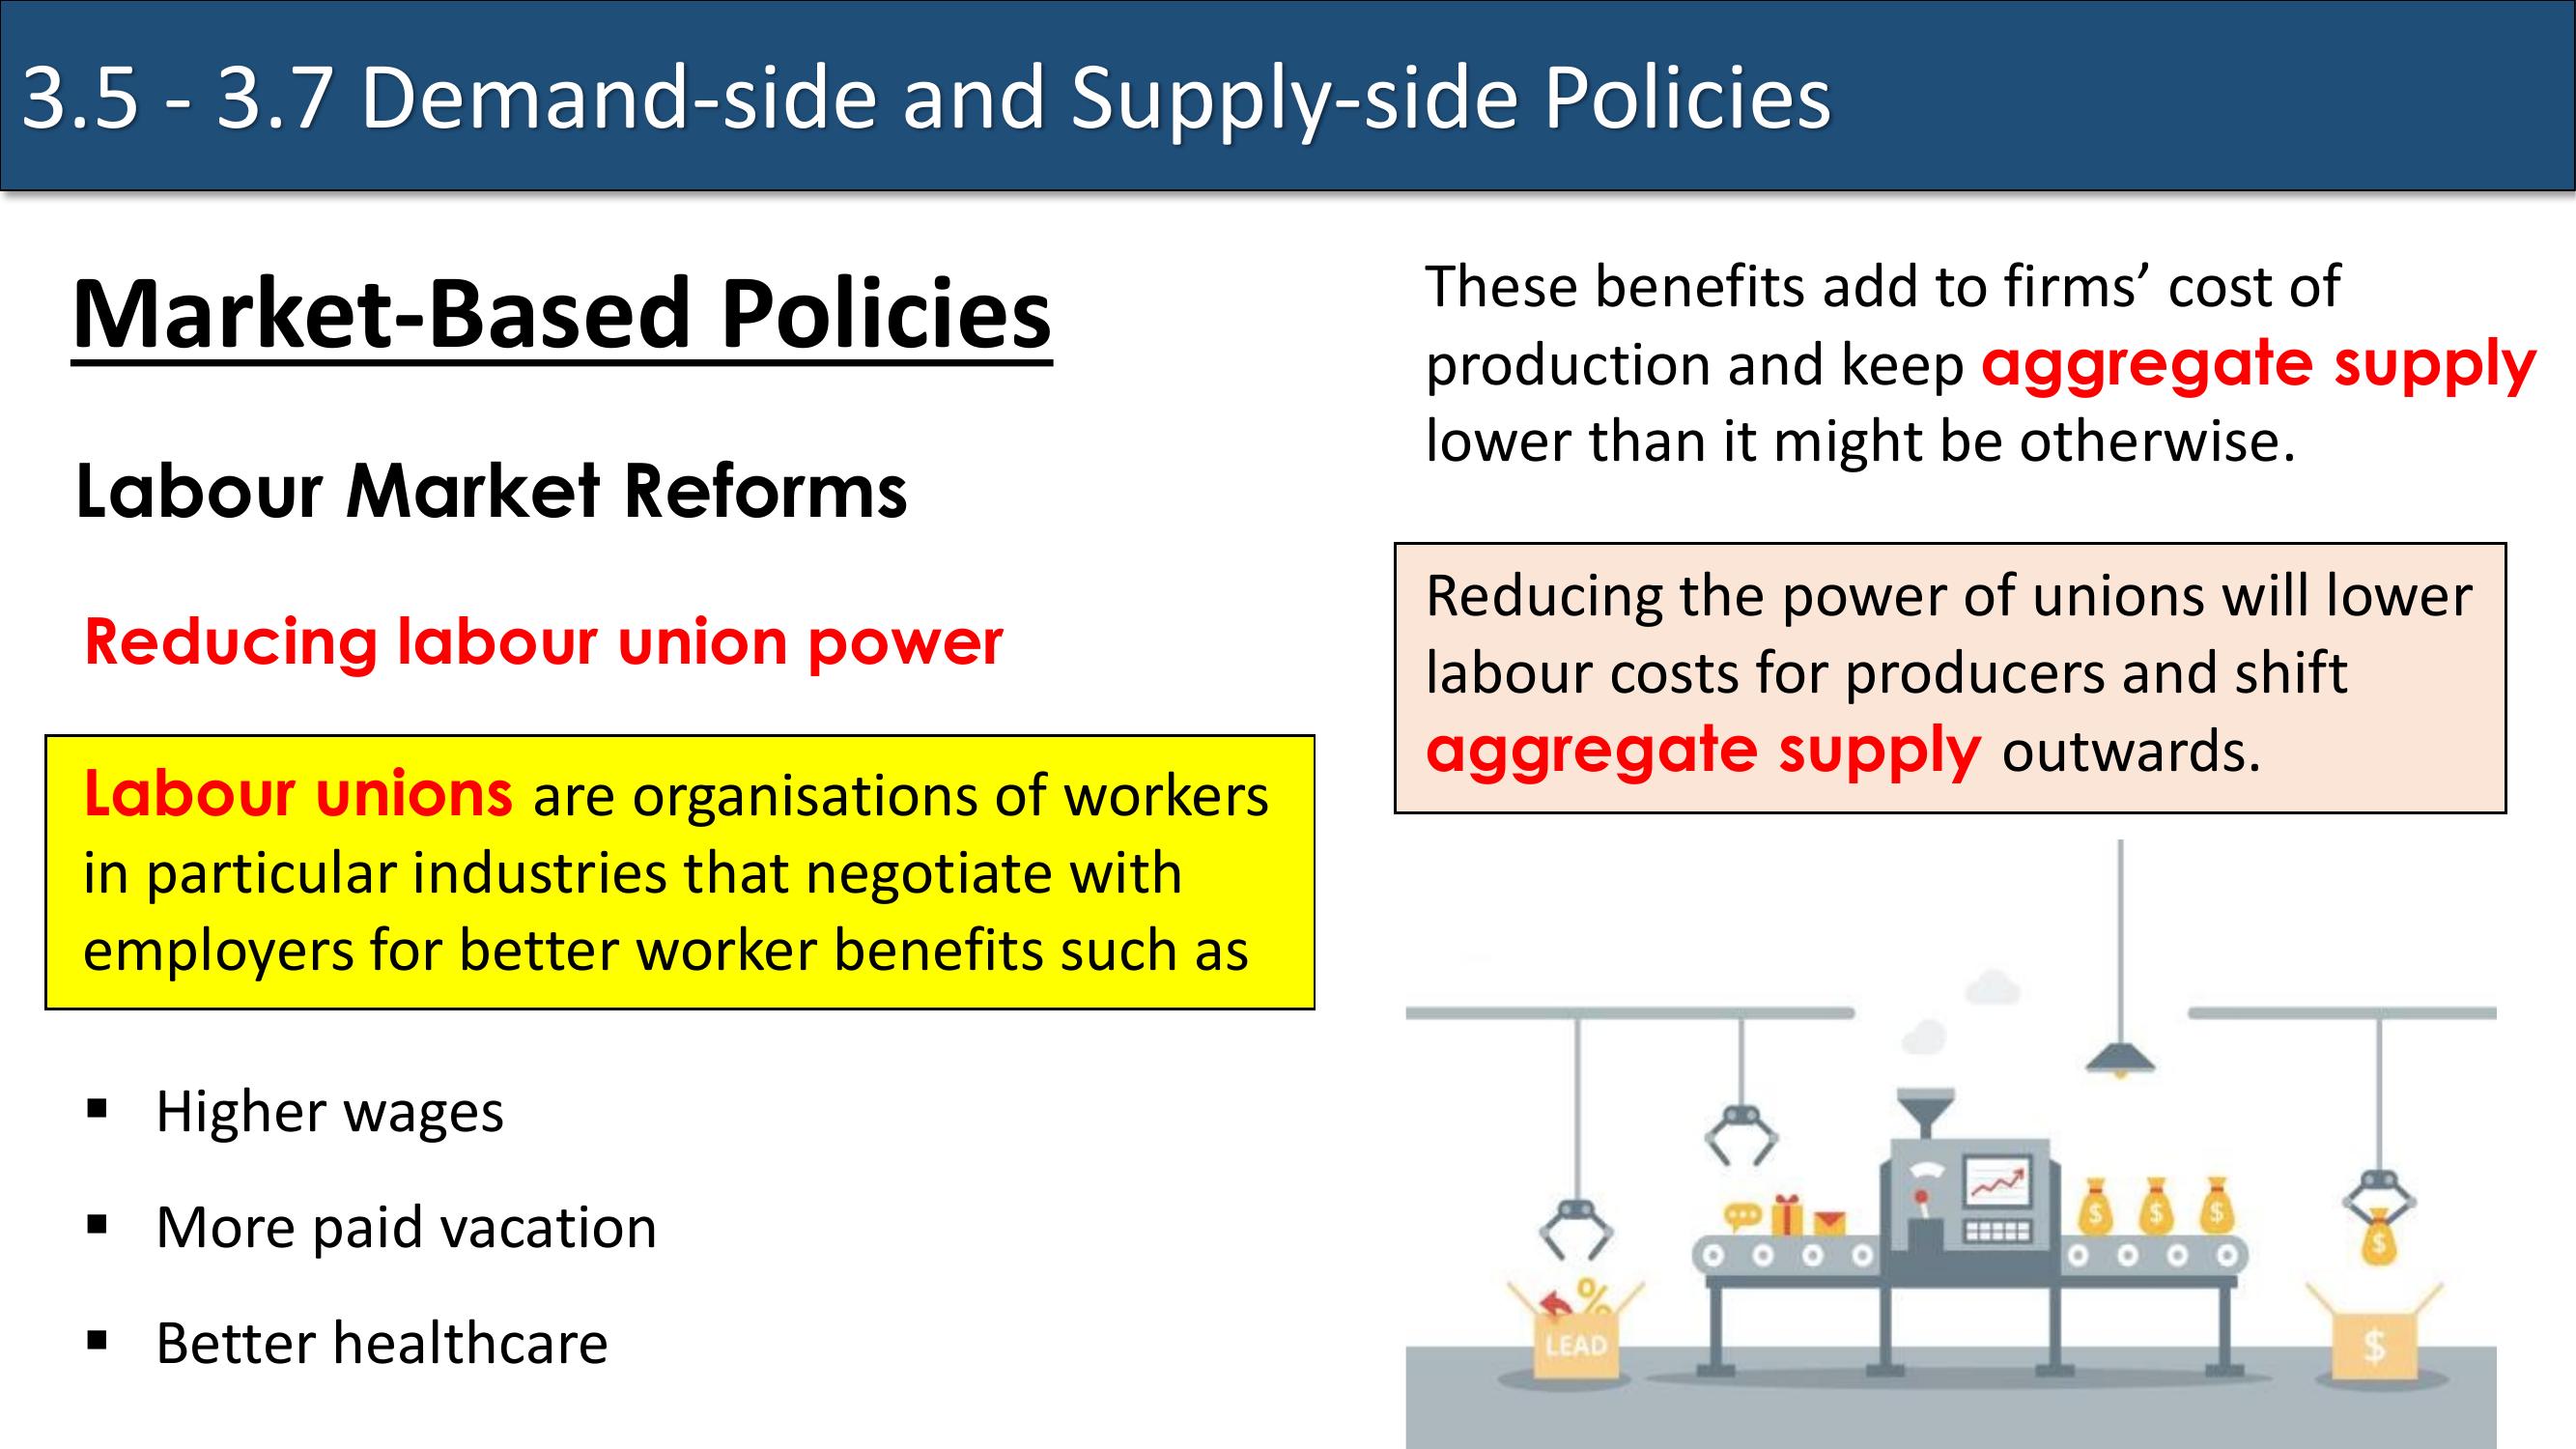 3.5 - 3.7 Demand-side and Supply-side Policies
Market-Based Policies
Labour Market Reforms
Reducing labour union power
Labour unions are organisations of workers
in particular industries that negotiate with
employers for better worker benefits such as
▪ Higher wages
▪ More paid vacation
▪ Better healthcare
These benefits add to firms’ cost of
production and keep aggregate supply
lower than it might be otherwise.
Reducing the power of unions will lower
labour costs for producers and shift
aggregate supply outwards.
%
LEAD
$ $ $
$
$